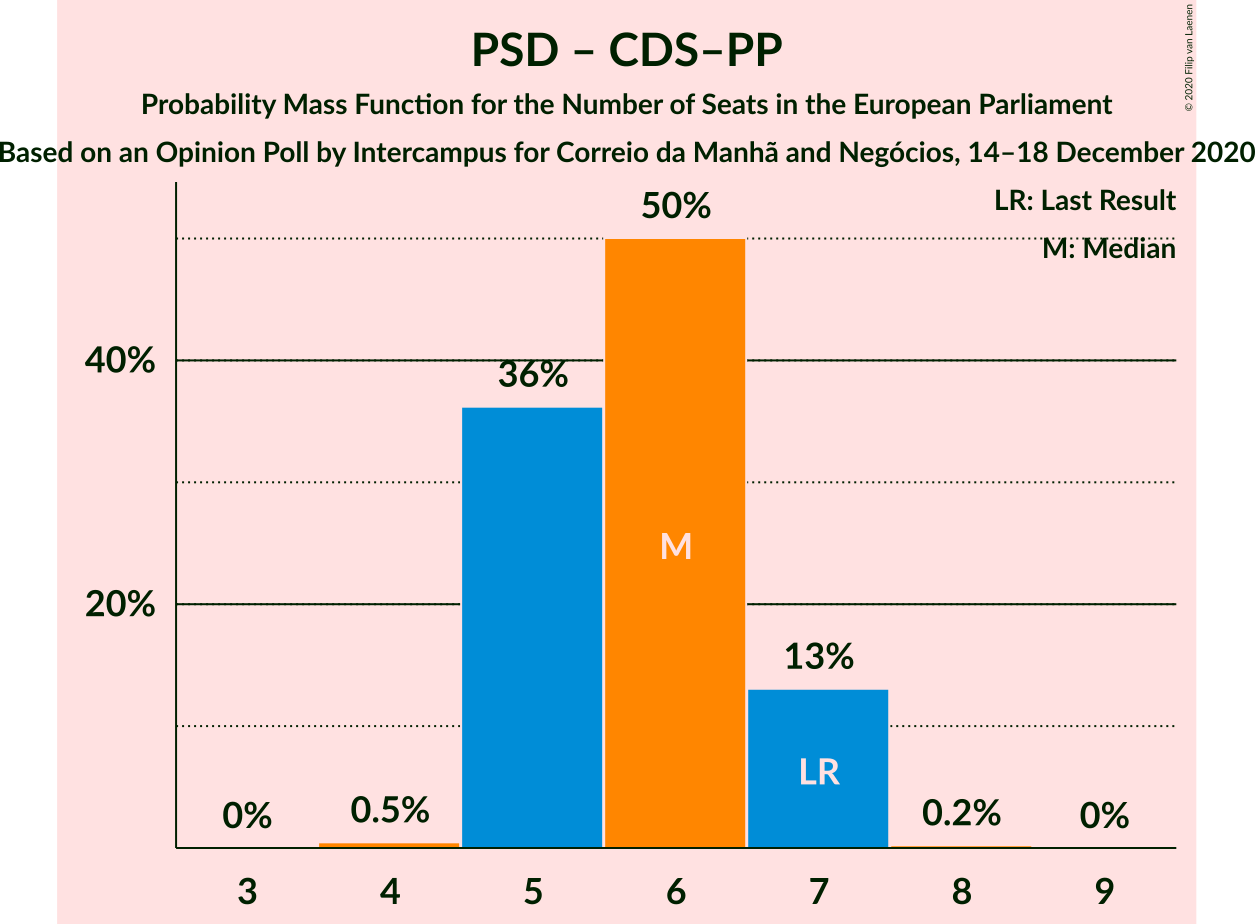 PSD – CDS–PP
Probability Mass Function for the Number of Seats in the European Parliament
Based on an Opinion Poll by Intercampus for Correio da Manhã and Negócios, 14–18 December 2020
© 2020 Filip van Laenen
LR: Last Result
M: Median
40%
20%
0%
0.5%
36%
50%
13%
0.2%
0%
M
LR
3 4 5 6 7 8 9